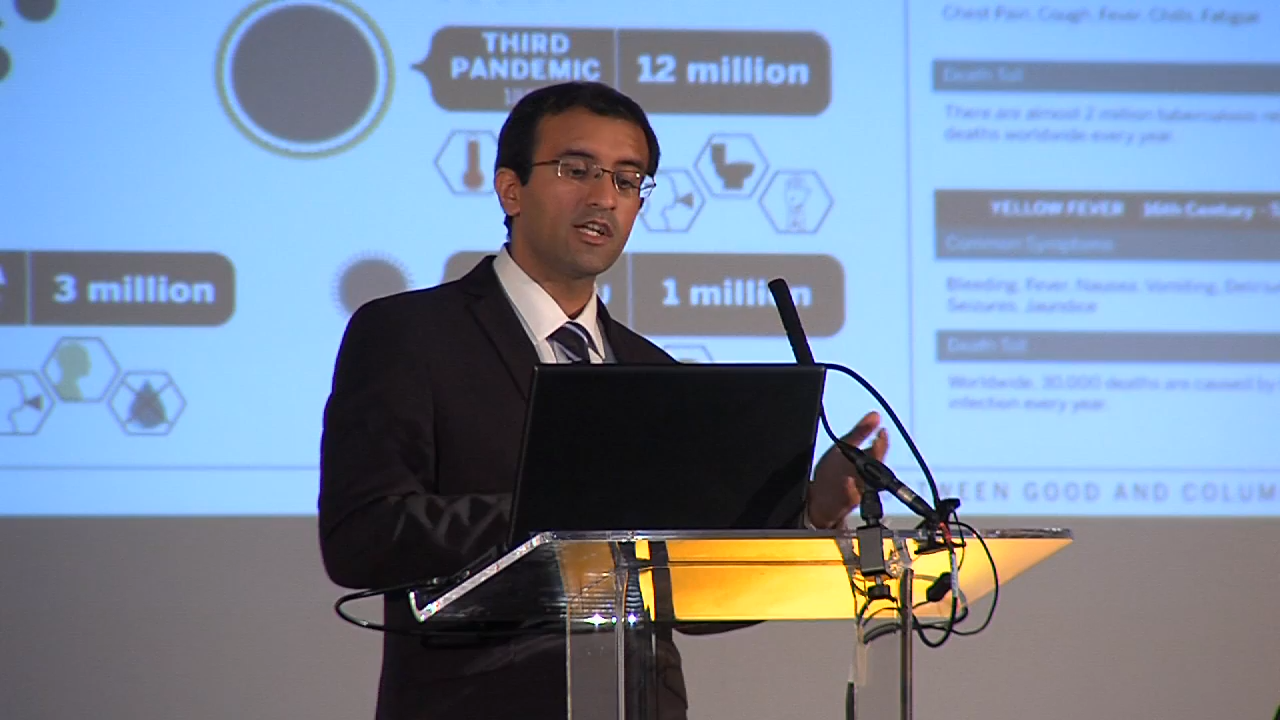 Chest Pain, Cough, Fever, Chills, Fatigue
THIRD
PANDEMIC
12 million
Death Toll
There are almost 2 million tuberculosis
deaths worldwide every year.
YELLOW FEVER 16th Century -
Common Symptoms
Bleeding, Fever, Nausea, Vomiting,
Seizures, Jaundice
A
3 million
1 million
Death Toll
Worldwide, 30,000 deaths are caused by
infection every year.
TWEEN GOOD AND COLUM